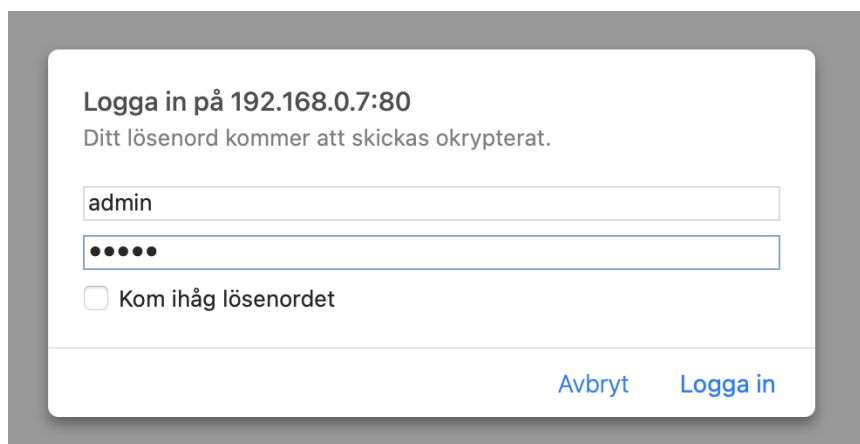 Logga in på 192.168.0.7:80
Ditt lösenord kommer att skickas okrypterat.
admin
•••••
Kom ihåg lösenordet
Avbryt Logga in